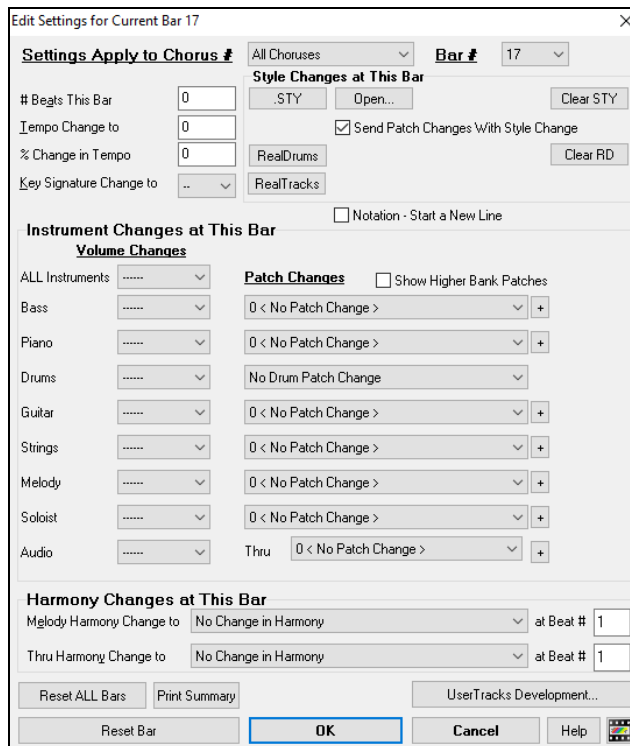 Edit Settings for Current Bar 17
Settings Apply to Chorus # All Choruses Bar # 17
Style Changes at This Bar
# Beats This Bar 0 .STY Open... Clear STY
Tempo Change to 0 Send Patch Changes With Style Change
% Change in Tempo 0 RealDrums Clear RD
Key Signature Change to -- RealTracks
Notation - Start a New Line
Instrument Changes at This Bar
Volume Changes
ALL Instruments ------ Patch Changes Show Higher Bank Patches
Bass ------ 0 < No Patch Change > +
Piano ------ 0 < No Patch Change > +
Drums ------ No Drum Patch Change
Guitar ------ 0 < No Patch Change > +
Strings ------ 0 < No Patch Change > +
Melody ------ 0 < No Patch Change > +
Soloist ------ 0 < No Patch Change > +
Audio ------ Thru 0 < No Patch Change > +
Harmony Changes at This Bar
Melody Harmony Change to No Change in Harmony at Beat # 1
Thru Harmony Change to No Change in Harmony at Beat # 1
Reset ALL Bars Print Summary UserTracks Development...
Reset Bar OK Cancel Help